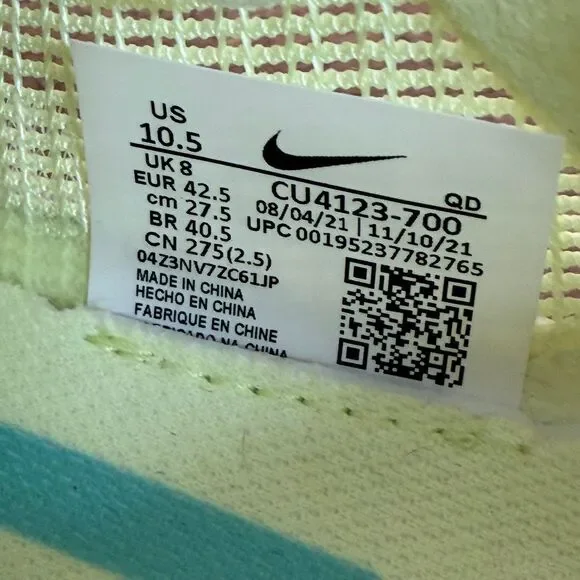 US
10.5
UK 8
EUR 42.5
cm 27.5
BR 40.5
CN 275(2.5)
04Z3NV7ZC61JP
MADE IN CHINA
HECHO EN CHINA
FABRIQUE EN CHINE
NA CHINA
QD
CU4123-700
08/04/21 | 11/10/21
UPC 00195237782765